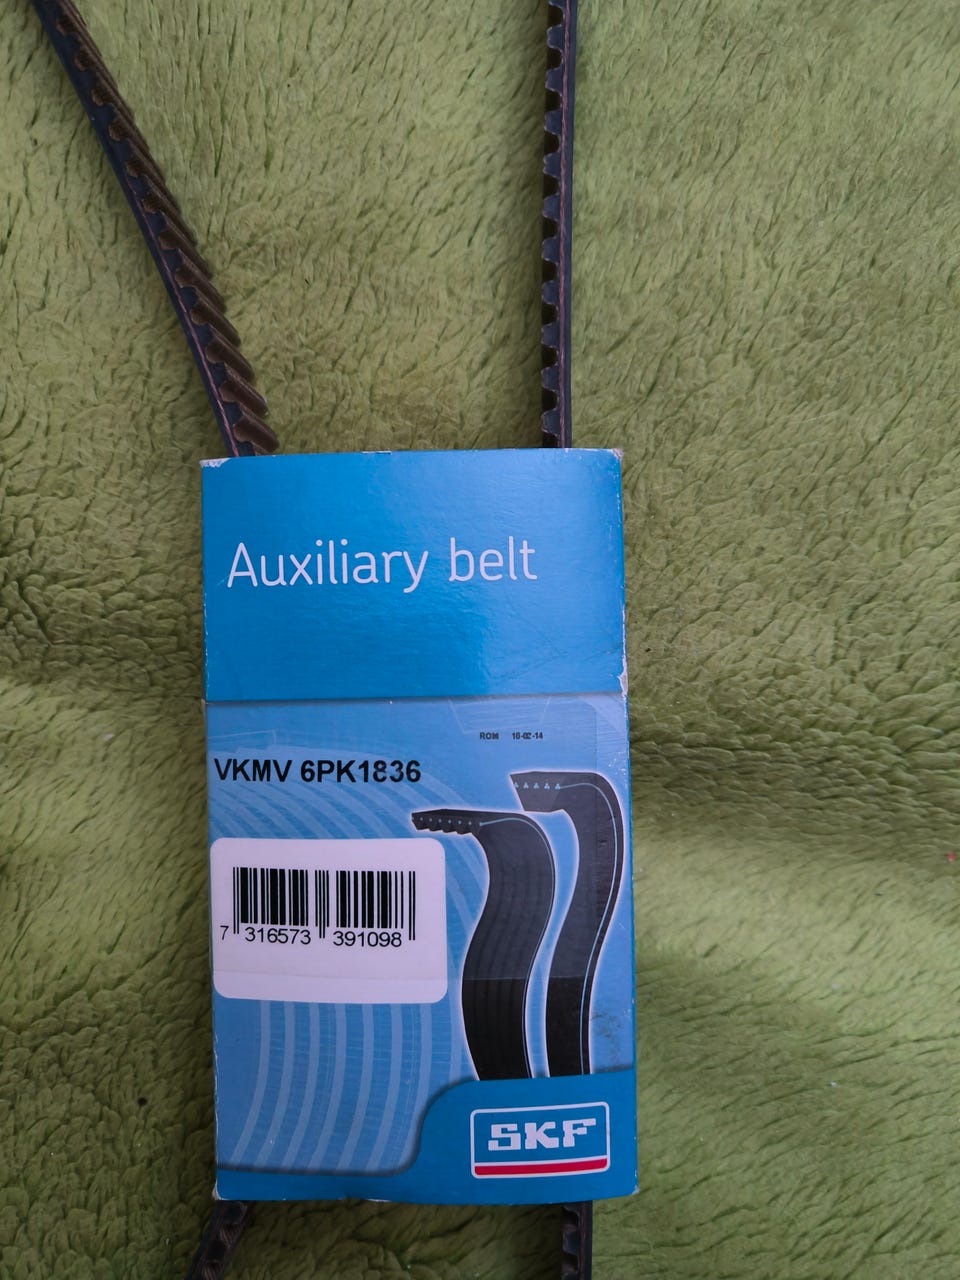 Auxiliary belt
ROM 10-02-14
VKMV 6PK1836
7 316573 391098
SKF